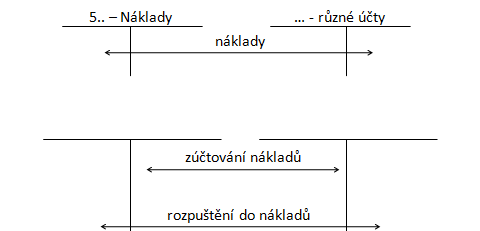 5.. – Náklady
... - různé účty
náklady
zúčtování nákladů
rozpuštění do nákladů